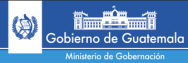 Gobierno de Guatemala
Ministerio de Gobernación